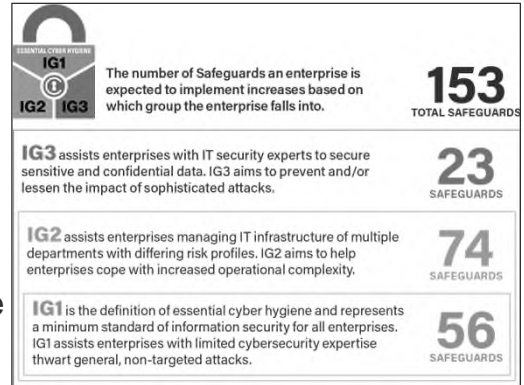 ESSENTIAL CYBER HYGIENE
IG1
IG2 IG3
The number of Safeguards an enterprise is
expected to implement increases based on
which group the enterprise falls into.
153
TOTAL SAFEGUARDS
IG3 assists enterprises with IT security experts to secure
sensitive and confidential data. IG3 aims to prevent and/or
lessen the impact of sophisticated attacks.
23
SAFEGUARDS
IG2 assists enterprises managing IT infrastructure of multiple
departments with differing risk profiles. IG2 aims to help
enterprises cope with increased operational complexity.
74
SAFEGUARDS
e
IG1 is the definition of essential cyber hygiene and represents
a minimum standard of information security for all enterprises.
IG1 assists enterprises with limited cybersecurity expertise
thwart general, non-targeted attacks.
56
SAFEGUARDS